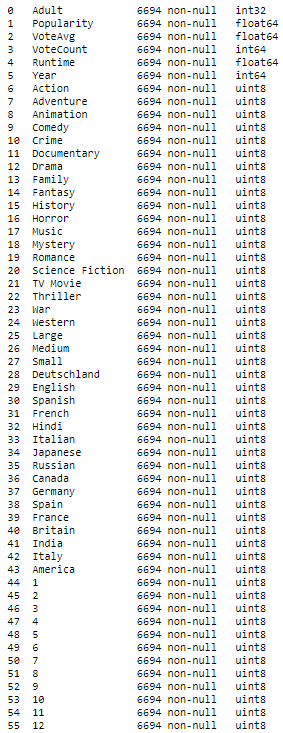 0 Adult 6694 non-null int32
1 Popularity 6694 non-null float64
2 VoteAvg 6694 non-null float64
3 VoteCount 6694 non-null int64
4 Runtime 6694 non-null float64
5 Year 6694 non-null int64
6 Action 6694 non-null uint8
7 Adventure 6694 non-null uint8
8 Animation 6694 non-null uint8
9 Comedy 6694 non-null uint8
10 Crime 6694 non-null uint8
11 Documentary 6694 non-null uint8
12 Drama 6694 non-null uint8
13 Family 6694 non-null uint8
14 Fantasy 6694 non-null uint8
15 History 6694 non-null uint8
16 Horror 6694 non-null uint8
17 Music 6694 non-null uint8
18 Mystery 6694 non-null uint8
19 Romance 6694 non-null uint8
20 Science Fiction 6694 non-null uint8
21 TV Movie 6694 non-null uint8
22 Thriller 6694 non-null uint8
23 War 6694 non-null uint8
24 Western 6694 non-null uint8
25 Large 6694 non-null uint8
26 Medium 6694 non-null uint8
27 Small 6694 non-null uint8
28 Deutschland 6694 non-null uint8
29 English 6694 non-null uint8
30 Spanish 6694 non-null uint8
31 French 6694 non-null uint8
32 Hindi 6694 non-null uint8
33 Italian 6694 non-null uint8
34 Japanese 6694 non-null uint8
35 Russian 6694 non-null uint8
36 Canada 6694 non-null uint8
37 Germany 6694 non-null uint8
38 Spain 6694 non-null uint8
39 France 6694 non-null uint8
40 Britain 6694 non-null uint8
41 India 6694 non-null uint8
42 Italy 6694 non-null uint8
43 America 6694 non-null uint8
44 1 6694 non-null uint8
45 2 6694 non-null uint8
46 3 6694 non-null uint8
47 4 6694 non-null uint8
48 5 6694 non-null uint8
49 6 6694 non-null uint8
50 7 6694 non-null uint8
51 8 6694 non-null uint8
52 9 6694 non-null uint8
53 10 6694 non-null uint8
54 11 6694 non-null uint8
55 12 6694 non-null uint8